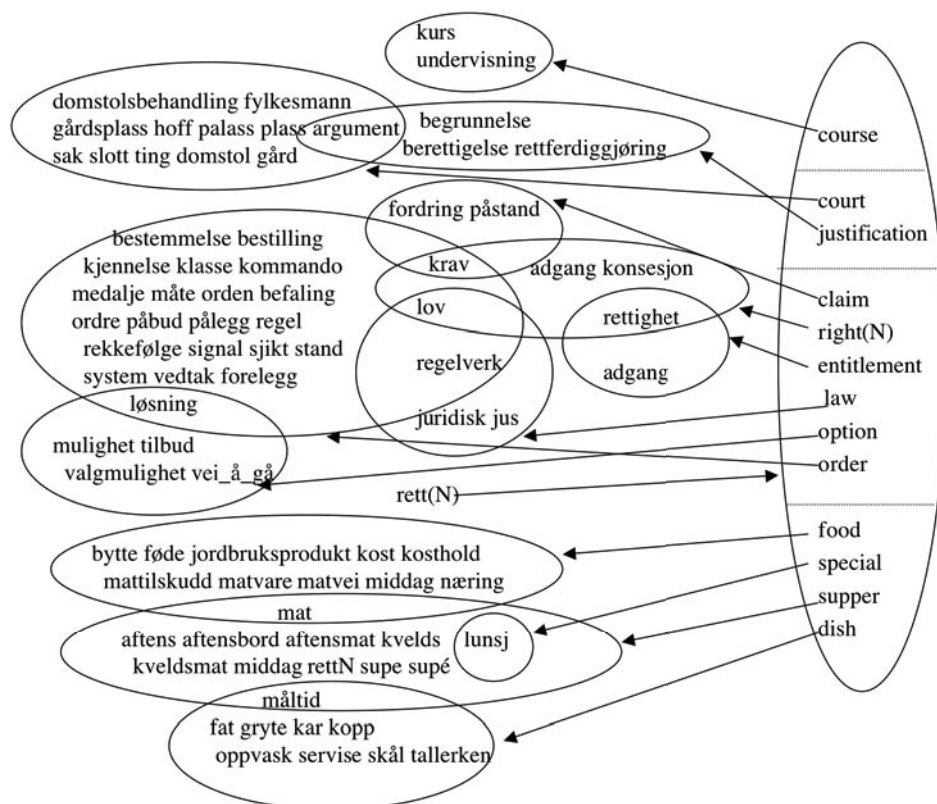 kurs
undervisning
domstolsbehandling fylkesmann
gårdsplass hoff palass plass argument
sak slott ting domstol gård
begrunnelse
berettigelse rettferdiggjøring
course
court
justification
fordring påstand
krav
adgang konsesjon
lov
rettighet
regelverk
adgang
juridisk jus
bestemmelse bestilling
kjennelse klasse kommando
medalje måte orden befaling
ordre påbud pålegg regel
rekkefølge signal sjikt stand
system vedtak forelegg
løsning
mulighet tilbud
valgmulighet vei_å_gå
rett(N)
claim
right(N)
entitlement
law
option
order
bytte føde jordbruksprodukt kost kosthold
mattilskudd matvare matvei middag næring
mat
aftens aftensbord aftensmat kvelds
kveldsmat middag rettN supe supé
lunsj
måltid
fat gryte kar kopp
oppvask servise skål tallerken
food
special
supper
dish